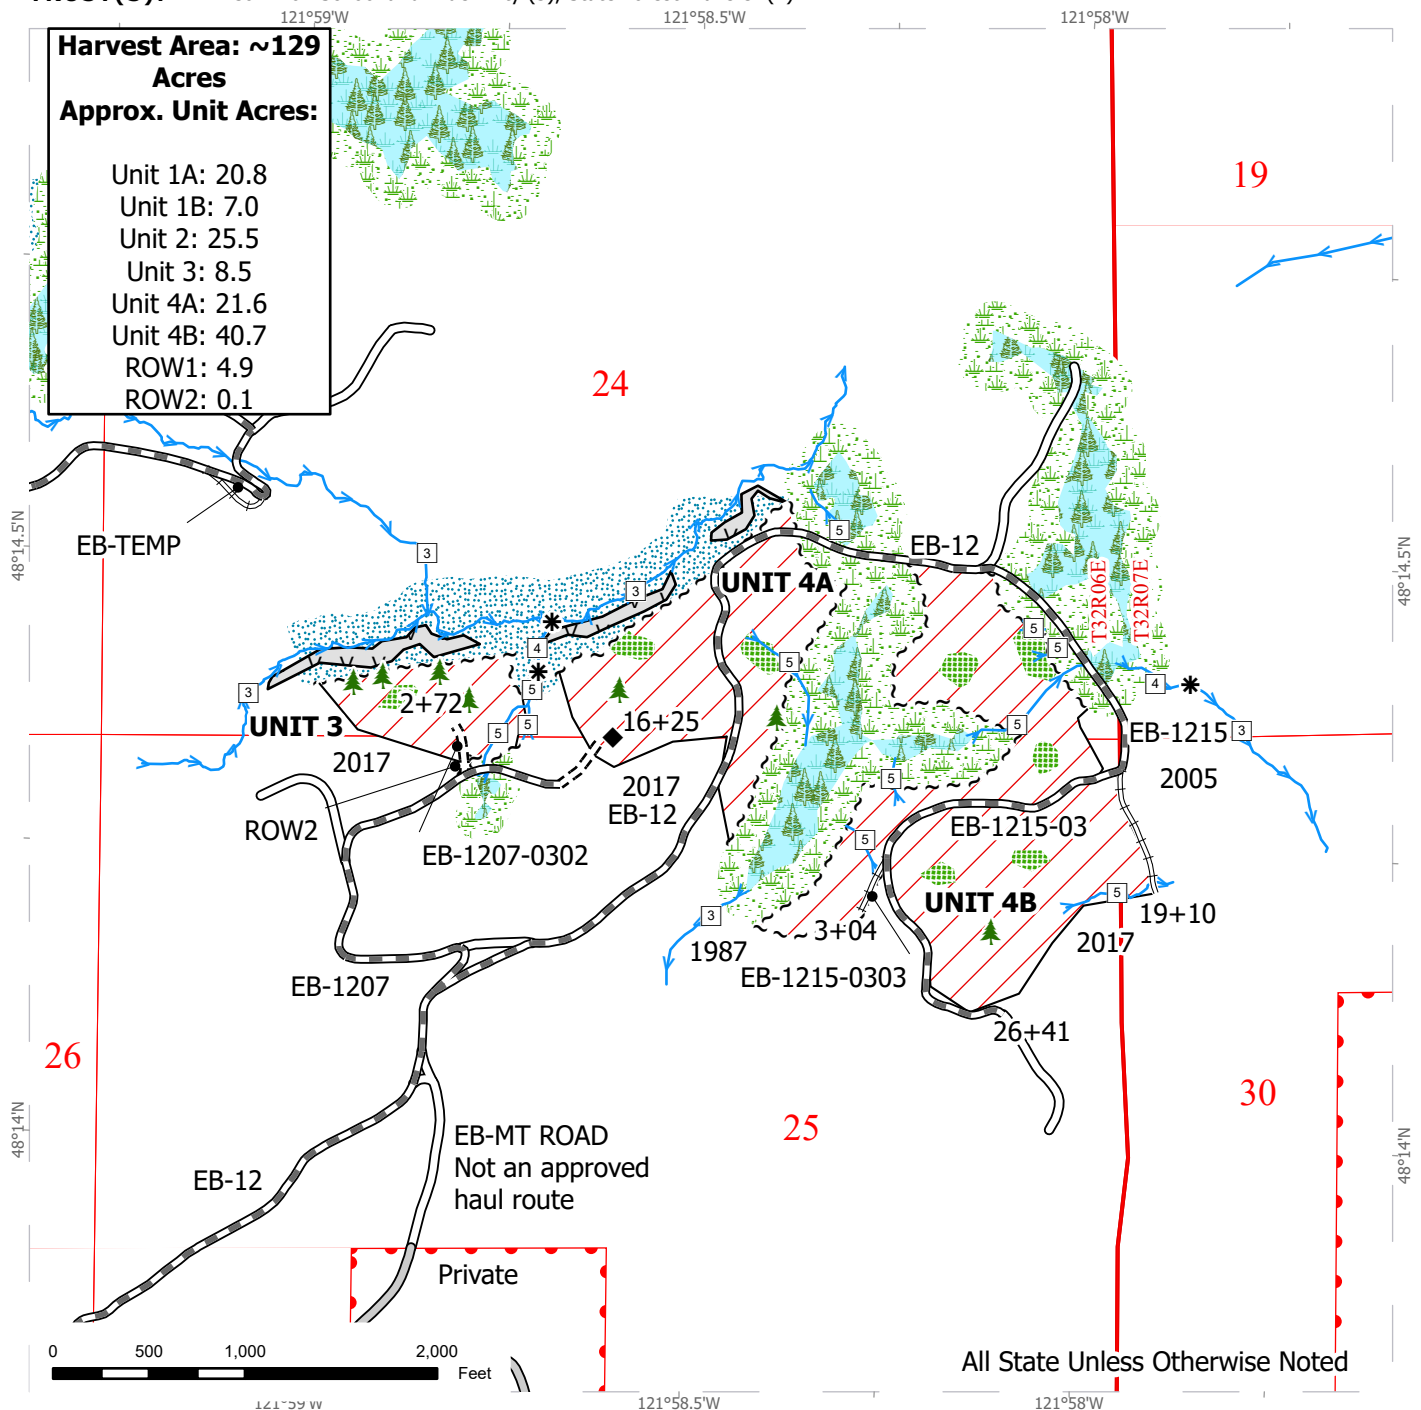 121°59'W
121°58.5'W
121°58'W
Harvest Area: ~129
Acres
Approx. Unit Acres:
Unit 1A: 20.8
Unit 1B: 7.0
Unit 2: 25.5
Unit 3: 8.5
Unit 4A: 21.6
Unit 4B: 40.7
ROW1: 4.9
ROW2: 0.1
19
24
48°14.5'N
48°14.5'N
EB-TEMP
3
5
EB-12
UNIT 4A
T32R06E
T32R07E
3
4
5
5
5
5
4
3
UNIT 3
2+72
5
5
16+25
5
EB-1215
3
2017
2017
2005
5
EB-12
ROW2
EB-1215-03
5
EB-1207-0302
UNIT 4B
5
3
19+10
3+04
2017
1987
EB-1215-0303
EB-1207
26+41
26
30
25
48°14'N
48°14'N
EB-MT ROAD
Not an approved
haul route
EB-12
Private
0 500 1,000 2,000
Feet
All State Unless Otherwise Noted
121°59'W
121°58.5'W
121°58'W